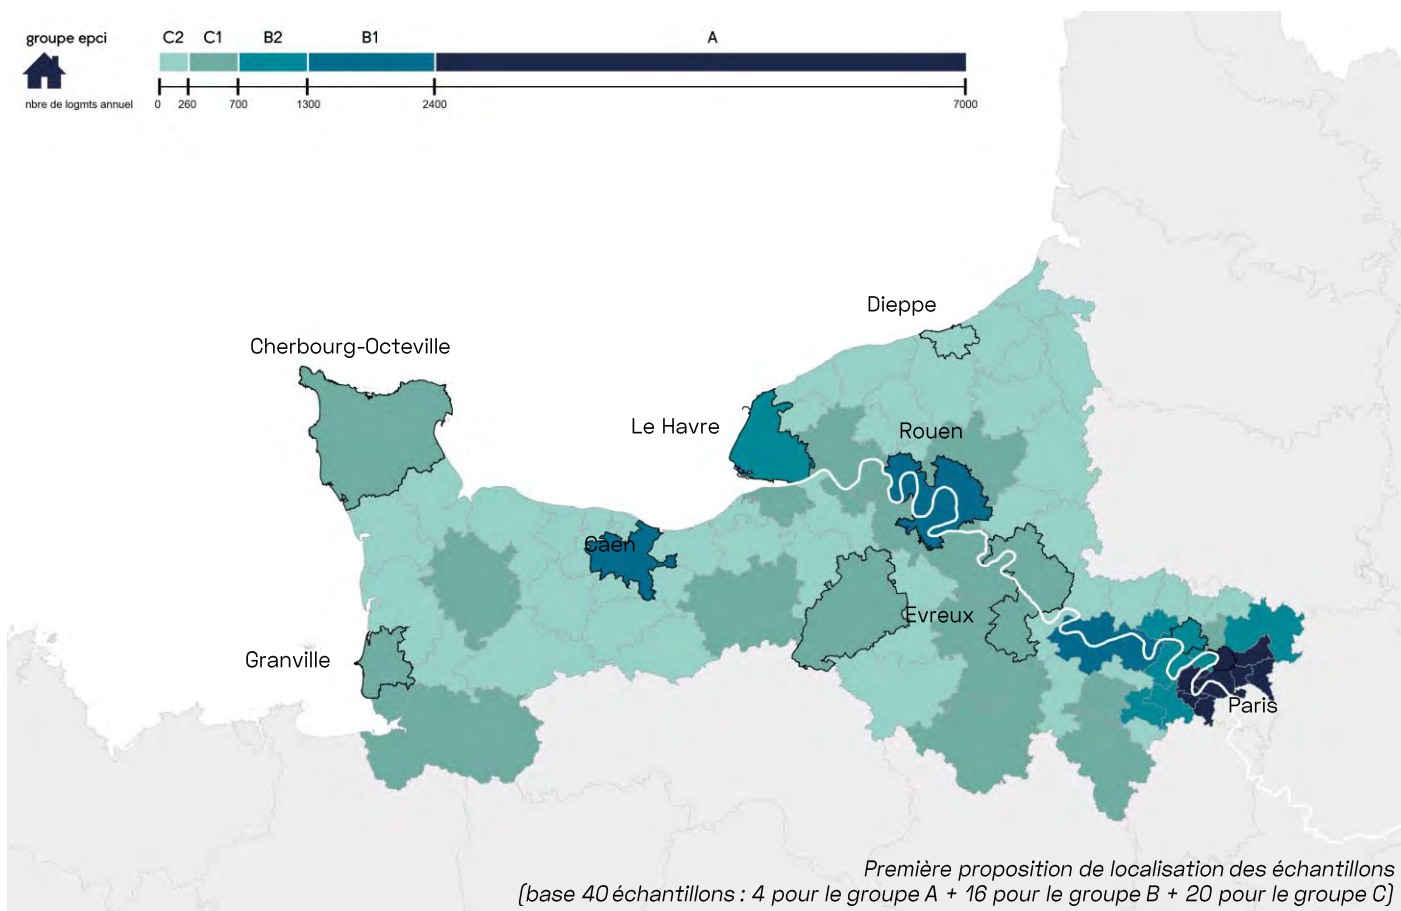 groupe epci
C2 C1 B2 B1 A
nbre de logmts annuel
0 260 700 1300 2400 7000
Dieppe
Cherbourg-Octeville
Le Havre
Rouen
Caen
Evreux
Granville
Paris
Première proposition de localisation des échantillons
(base 40 échantillons : 4 pour le groupe A + 16 pour le groupe B + 20 pour le groupe C)